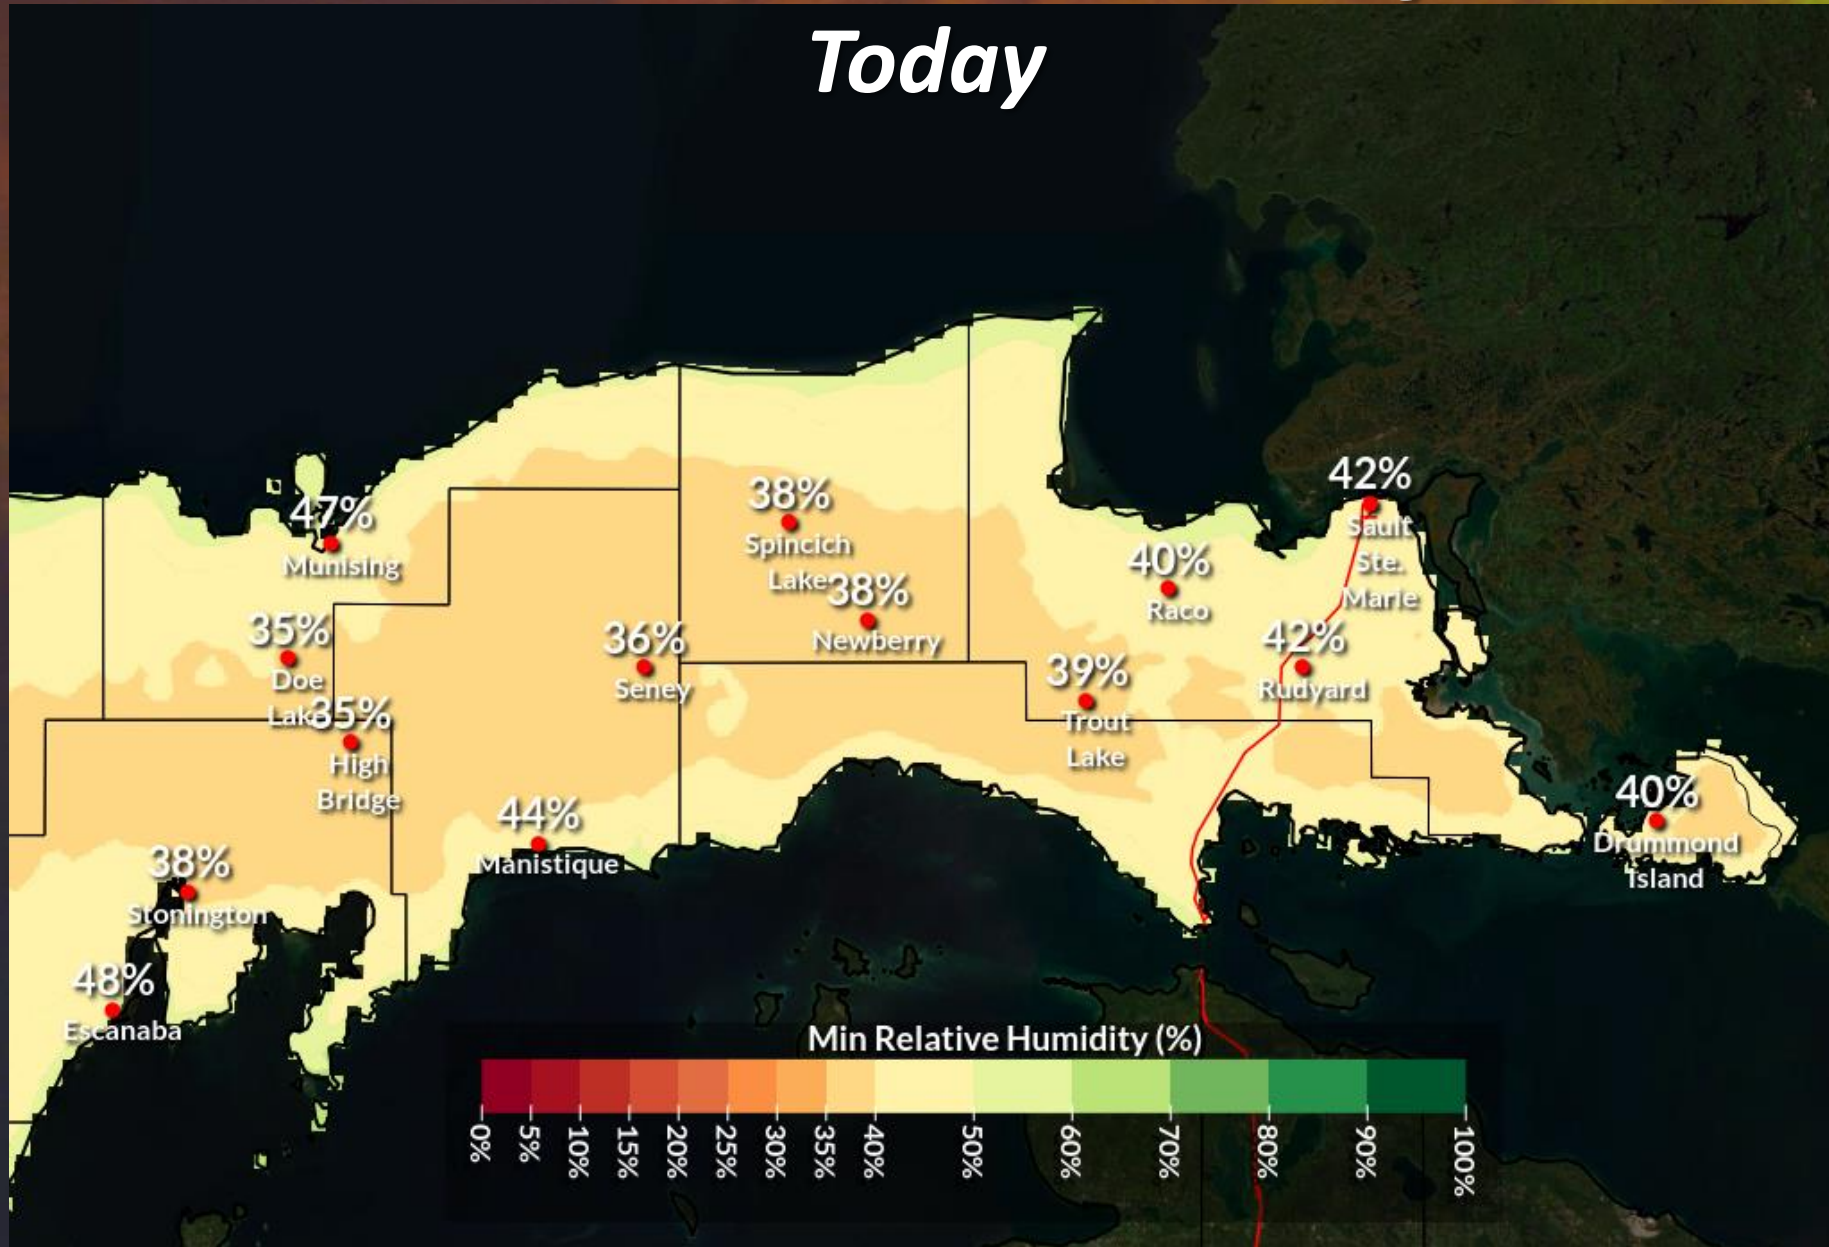 Today
42%
Sault
Ste.
Marie
47%
Munising
38%
Spincich
Lake
38%
Newberry
40%
Raco
35%
Doe
Lake
36%
Seney
42%
Rudyard
39%
Trout
Lake
35%
High
Bridge
44%
Manistique
40%
Drummond
Island
38%
Stonington
48%
Escanaba
Min Relative Humidity (%)
0%
5%
10%
15%
20%
25%
30%
35%
40%
50%
60%
70%
80%
90%
100%